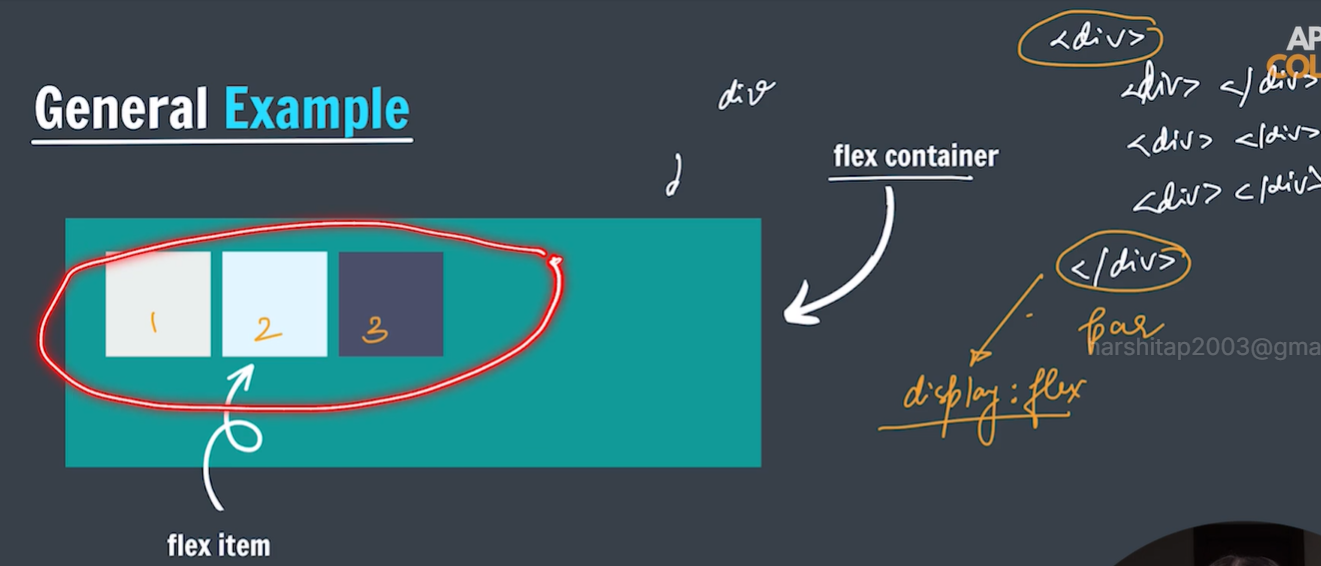 <div>
AP
COL
General Example
div
<div> </div>
<div> </div>
flex container
<div> </div>
</div>
1 2 3
par
harshitap2003@gma
display:flex
flex item